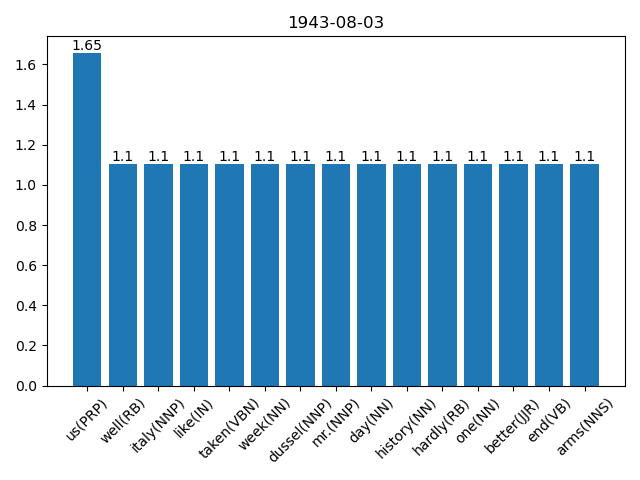 1943-08-03
1.65
1.1 1.1 1.1 1.1 1.1 1.1 1.1 1.1 1.1 1.1 1.1 1.1 1.1 1.1
1.6
1.4
1.2
1.0
0.8
0.6
0.4
0.2
0.0
us(PRP)
well(RB)
italy(NNP)
like(IN)
taken(VBN)
week(NN)
dussel(NNP)
mr.(NNP)
day(NN)
history(NN)
hardly(RB)
one(NN)
better(JJR)
end(VB)
arms(NNS)